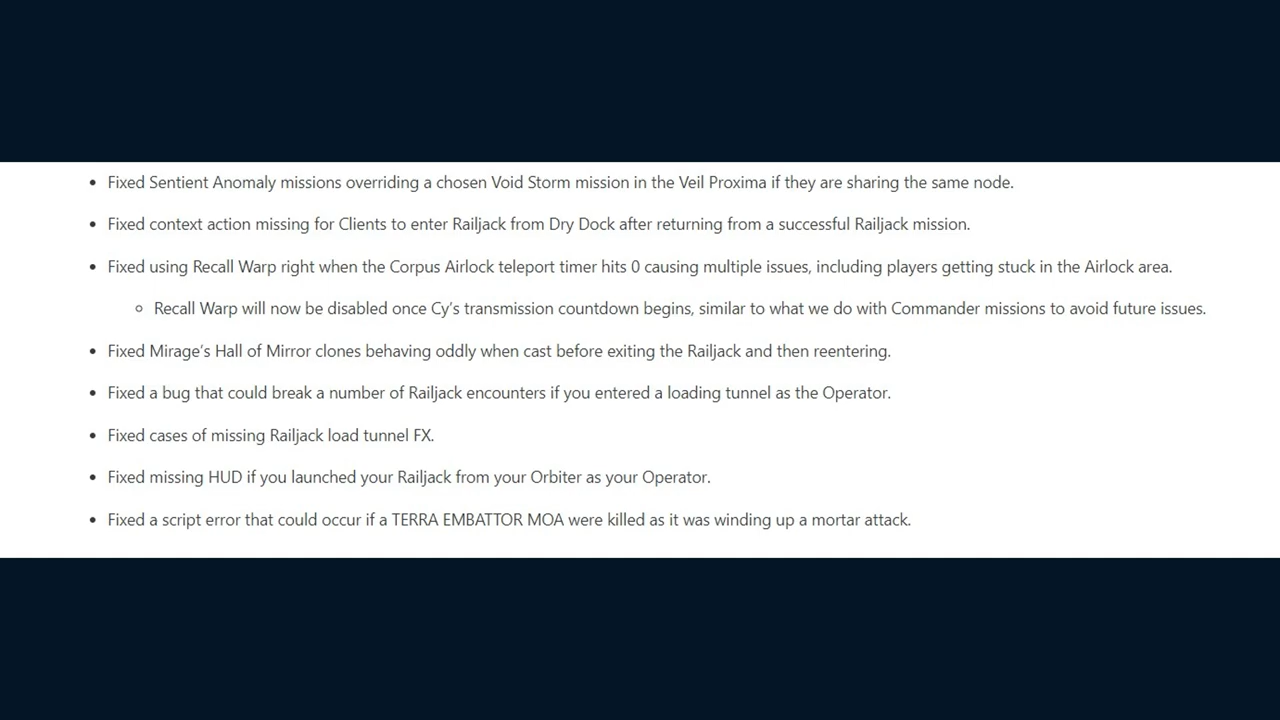 • Fixed Sentient Anomaly missions overriding a chosen Void Storm mission in the Veil Proxima if they are sharing the same node.
• Fixed context action missing for Clients to enter Railjack from Dry Dock after returning from a successful Railjack mission.
• Fixed using Recall Warp right when the Corpus Airlock teleport timer hits 0 causing multiple issues, including players getting stuck in the Airlock area.
◦ Recall Warp will now be disabled once Cy’s transmission countdown begins, similar to what we do with Commander missions to avoid future issues.
• Fixed Mirage’s Hall of Mirror clones behaving oddly when cast before exiting the Railjack and then reentering.
• Fixed a bug that could break a number of Railjack encounters if you entered a loading tunnel as the Operator.
• Fixed cases of missing Railjack load tunnel FX.
• Fixed missing HUD if you launched your Railjack from your Orbiter as your Operator.
• Fixed a script error that could occur if a TERRA EMBATTOR MOA were killed as it was winding up a mortar attack.